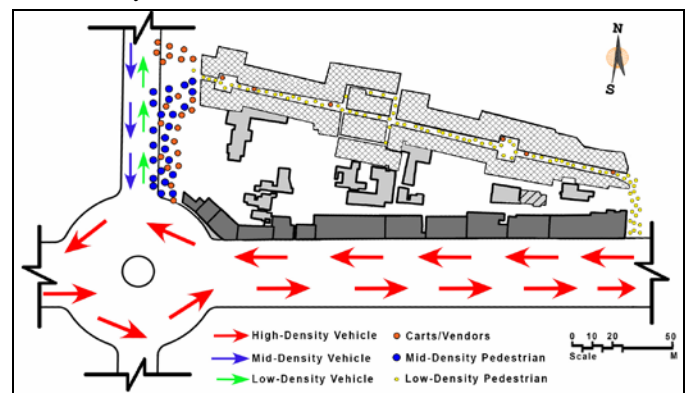 N
S
High-Density Vehicle
Carts/Vendors
0 10 20 50
Mid-Density Vehicle
Mid-Density Pedestrian
Scale M
Low-Density Vehicle
Low-Density Pedestrian